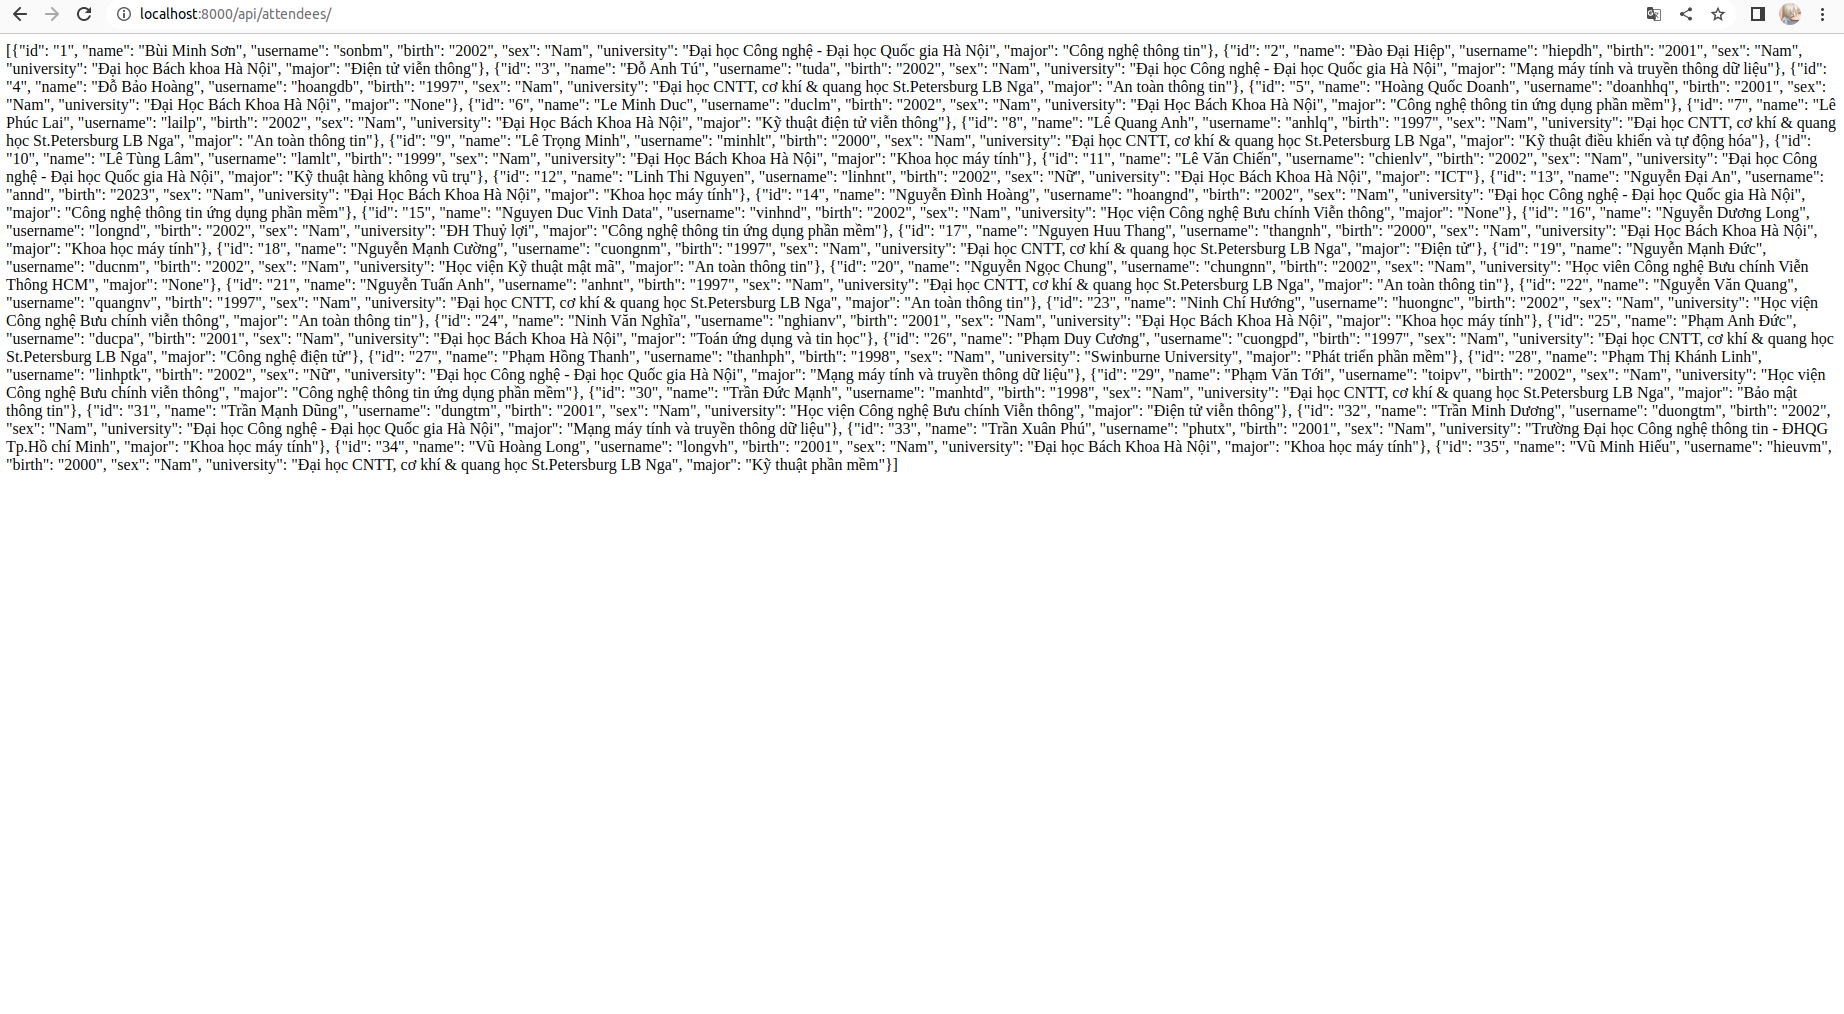 localhost:8000/api/attendees/
[{"id": "1", "name": "Bùi Minh Sơn", "username": "sonbm", "birth": "2002", "sex": "Nam", "university": "Đại học Công nghệ - Đại học Quốc gia Hà Nội", "major": "Công nghệ thông tin"}, {"id": "2", "name": "Đào Đại Hiệp", "username": "hiepdh", "birth": "2001", "sex": "Nam",
"university": "Đại học Bách khoa Hà Nội", "major": "Điện tử viễn thông"}, {"id": "3", "name": "Đỗ Anh Tú", "username": "tuda", "birth": "2002", "sex": "Nam", "university": "Đại học Công nghệ - Đại học Quốc gia Hà Nội", "major": "Mạng máy tính và truyền thông dữ liệu"}, {"id":
"4", "name": "Đỗ Bảo Hoàng", "username": "hoangdb", "birth": "1997", "sex": "Nam", "university": "Đại học CNTT, cơ khí & quang học St.Petersburg LB Nga", "major": "An toàn thông tin"}, {"id": "5", "name": "Hoàng Quốc Doanh", "username": "doanhhq", "birth": "2001", "sex":
"Nam", "university": "Đại Học Bách Khoa Hà Nội", "major": "None"}, {"id": "6", "name": "Le Minh Duc", "username": "duclm", "birth": "2002", "sex": "Nam", "university": "Đại Học Bách Khoa Hà Nội", "major": "Công nghệ thông tin ứng dụng phần mềm"}, {"id": "7", "name": "Lê
Phúc Lai", "username": "lailp", "birth": "2002", "sex": "Nam", "university": "Đại Học Bách Khoa Hà Nội", "major": "Kỹ thuật điện tử viễn thông"}, {"id": "8", "name": "Lê Quang Anh", "username": "anhlq", "birth": "1997", "sex": "Nam", "university": "Đại học CNTT, cơ khí & quang
học St.Petersburg LB Nga", "major": "An toàn thông tin"}, {"id": "9", "name": "Lê Trọng Minh", "username": "minhlt", "birth": "2000", "sex": "Nam", "university": "Đại học CNTT, cơ khí & quang học St.Petersburg LB Nga", "major": "Kỹ thuật điều khiển và tự động hóa"}, {"id":
"10", "name": "Lê Tùng Lâm", "username": "lamlt", "birth": "1999", "sex": "Nam", "university": "Đại Học Bách Khoa Hà Nội", "major": "Khoa học máy tính"}, {"id": "11", "name": "Lê Văn Chiến", "username": "chienlv", "birth": "2002", "sex": "Nam", "university": "Đại học Công
nghệ - Đại học Quốc gia Hà Nội", "major": "Kỹ thuật hàng không vũ trụ"}, {"id": "12", "name": "Linh Thi Nguyen", "username": "linhnt", "birth": "2002", "sex": "Nữ", "university": "Đại Học Bách Khoa Hà Nội", "major": "ICT"}, {"id": "13", "name": "Nguyễn Đại An", "username":
"annd", "birth": "2023", "sex": "Nam", "university": "Đại Học Bách Khoa Hà Nội", "major": "Khoa học máy tính"}, {"id": "14", "name": "Nguyễn Đình Hoàng", "username": "hoangnd", "birth": "2002", "sex": "Nam", "university": "Đại học Công nghệ - Đại học Quốc gia Hà Nội",
"major": "Công nghệ thông tin ứng dụng phần mềm"}, {"id": "15", "name": "Nguyen Duc Vinh Data", "username": "vinhnd", "birth": "2002", "sex": "Nam", "university": "Học viện Công nghệ Bưu chính Viễn thông", "major": "None"}, {"id": "16", "name": "Nguyễn Dương Long",
"username": "longnd", "birth": "2002", "sex": "Nam", "university": "ĐH Thuỷ lợi", "major": "Công nghệ thông tin ứng dụng phần mềm"}, {"id": "17", "name": "Nguyen Huu Thang", "username": "thangnh", "birth": "2000", "sex": "Nam", "university": "Đại Học Bách Khoa Hà Nội",
"major": "Khoa học máy tính"}, {"id": "18", "name": "Nguyễn Mạnh Cường", "username": "cuongnm", "birth": "1997", "sex": "Nam", "university": "Đại học CNTT, cơ khí & quang học St.Petersburg LB Nga", "major": "Điện tử"}, {"id": "19", "name": "Nguyễn Mạnh Đức",
"username": "ducnm", "birth": "2002", "sex": "Nam", "university": "Học viện Kỹ thuật mật mã", "major": "An toàn thông tin"}, {"id": "20", "name": "Nguyễn Ngọc Chung", "username": "chungnn", "birth": "2002", "sex": "Nam", "university": "Học viên Công nghệ Bưu chính Viễn
Thông HCM", "major": "None"}, {"id": "21", "name": "Nguyễn Tuấn Anh", "username": "anhnt", "birth": "1997", "sex": "Nam", "university": "Đại học CNTT, cơ khí & quang học St.Petersburg LB Nga", "major": "An toàn thông tin"}, {"id": "22", "name": "Nguyễn Văn Quang",
"username": "quangnv", "birth": "1997", "sex": "Nam", "university": "Đại học CNTT, cơ khí & quang học St.Petersburg LB Nga", "major": "An toàn thông tin"}, {"id": "23", "name": "Ninh Chí Hướng", "username": "huongnc", "birth": "2002", "sex": "Nam", "university": "Học viện
Công nghệ Bưu chính viễn thông", "major": "An toàn thông tin"}, {"id": "24", "name": "Ninh Văn Nghĩa", "username": "nghianv", "birth": "2001", "sex": "Nam", "university": "Đại Học Bách Khoa Hà Nội", "major": "Khoa học máy tính"}, {"id": "25", "name": "Phạm Anh Đức",
"username": "ducpa", "birth": "2001", "sex": "Nam", "university": "Đại học Bách Khoa Hà Nội", "major": "Toán ứng dụng và tin học"}, {"id": "26", "name": "Phạm Duy Cương", "username": "cuongpd", "birth": "1997", "sex": "Nam", "university": "Đại học CNTT, cơ khí & quang học
St.Petersburg LB Nga", "major": "Công nghệ điện tử"}, {"id": "27", "name": "Phạm Hồng Thanh", "username": "thanhph", "birth": "1998", "sex": "Nam", "university": "Swinburne University", "major": "Phát triển phần mềm"}, {"id": "28", "name": "Phạm Thị Khánh Linh",
"username": "linhptk", "birth": "2002", "sex": "Nữ", "university": "Đại học Công nghệ - Đại học Quốc gia Hà Nội", "major": "Mạng máy tính và truyền thông dữ liệu"}, {"id": "29", "name": "Phạm Văn Tới", "username": "toipv", "birth": "2002", "sex": "Nam", "university": "Học viện
Công nghệ Bưu chính viễn thông", "major": "Công nghệ thông tin ứng dụng phần mềm"}, {"id": "30", "name": "Trần Đức Mạnh", "username": "manhtd", "birth": "1998", "sex": "Nam", "university": "Đại học CNTT, cơ khí & quang học St.Petersburg LB Nga", "major": "Bảo mật
thông tin"}, {"id": "31", "name": "Trần Mạnh Dũng", "username": "dungtm", "birth": "2001", "sex": "Nam", "university": "Học viện Công nghệ Bưu chính Viễn thông", "major": "Điện tử viễn thông"}, {"id": "32", "name": "Trần Minh Dương", "username": "duongtm", "birth": "2002",
"sex": "Nam", "university": "Đại học Công nghệ - Đại học Quốc gia Hà Nội", "major": "Mạng máy tính và truyền thông dữ liệu"}, {"id": "33", "name": "Trần Xuân Phú", "username": "phutx", "birth": "2001", "sex": "Nam", "university": "Trường Đại học Công nghệ thông tin - ĐHQG
Tp.Hồ chí Minh", "major": "Khoa học máy tính"}, {"id": "34", "name": "Vũ Hoàng Long", "username": "longvh", "birth": "2001", "sex": "Nam", "university": "Đại học Bách Khoa Hà Nội", "major": "Khoa học máy tính"}, {"id": "35", "name": "Vũ Minh Hiếu", "username": "hieuvm",
"birth": "2000", "sex": "Nam", "university": "Đại học CNTT, cơ khí & quang học St.Petersburg LB Nga", "major": "Kỹ thuật phần mềm"}]